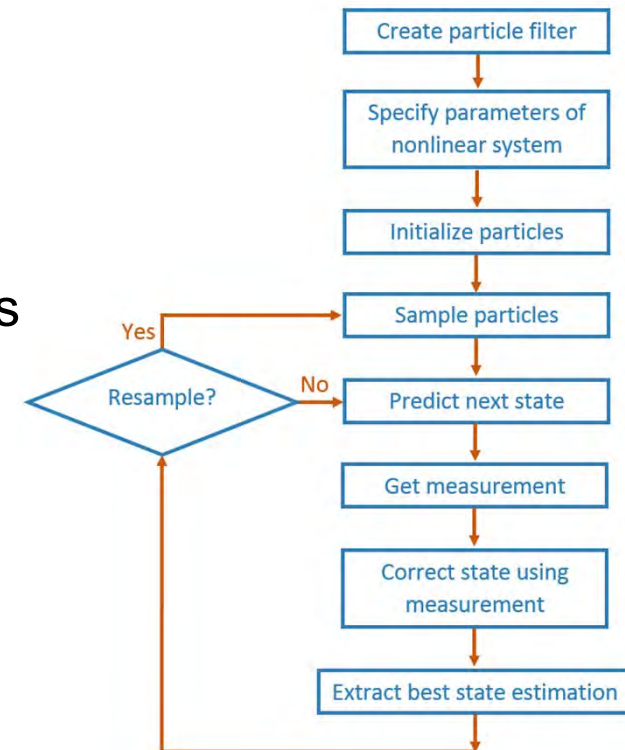 Create particle filter
Specify parameters of
nonlinear system
Initialize particles
s
Sample particles
Yes
Resample?
No
Predict next state
Get measurement
Correct state using
measurement
Extract best state estimation